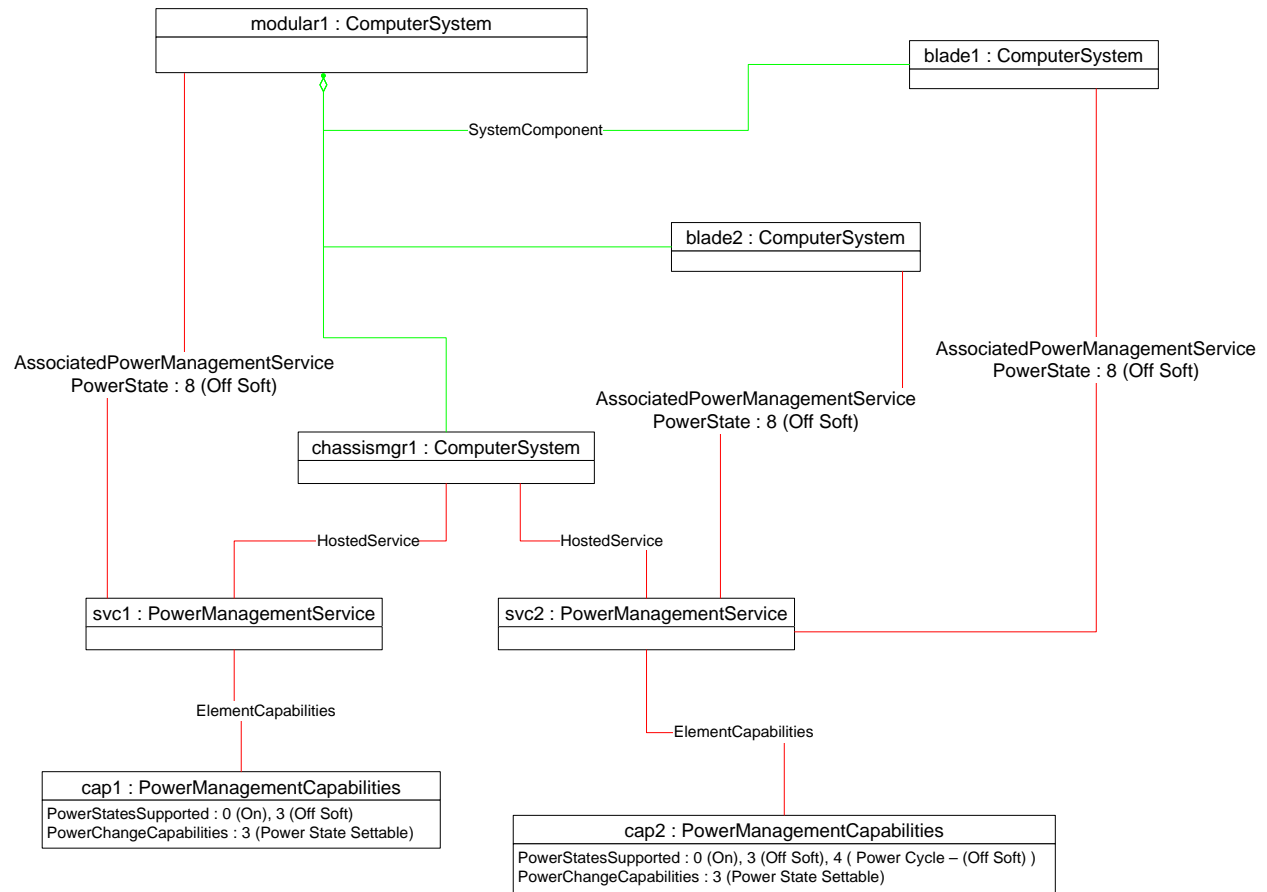 modular1 : ComputerSystem
blade1 : ComputerSystem
SystemComponent
blade2 : ComputerSystem
AssociatedPowerManagementService
PowerState : 8 (Off Soft)
AssociatedPowerManagementService
PowerState : 8 (Off Soft)
AssociatedPowerManagementService
PowerState : 8 (Off Soft)
chassismgr1 : ComputerSystem
HostedService
HostedService
svc1 : PowerManagementService
svc2 : PowerManagementService
ElementCapabilities
ElementCapabilities
cap1 : PowerManagementCapabilities
PowerStatesSupported : 0 (On), 3 (Off Soft)
PowerChangeCapabilities : 3 (Power State Settable)
cap2 : PowerManagementCapabilities
PowerStatesSupported : 0 (On), 3 (Off Soft), 4 ( Power Cycle – (Off Soft) )
PowerChangeCapabilities : 3 (Power State Settable)